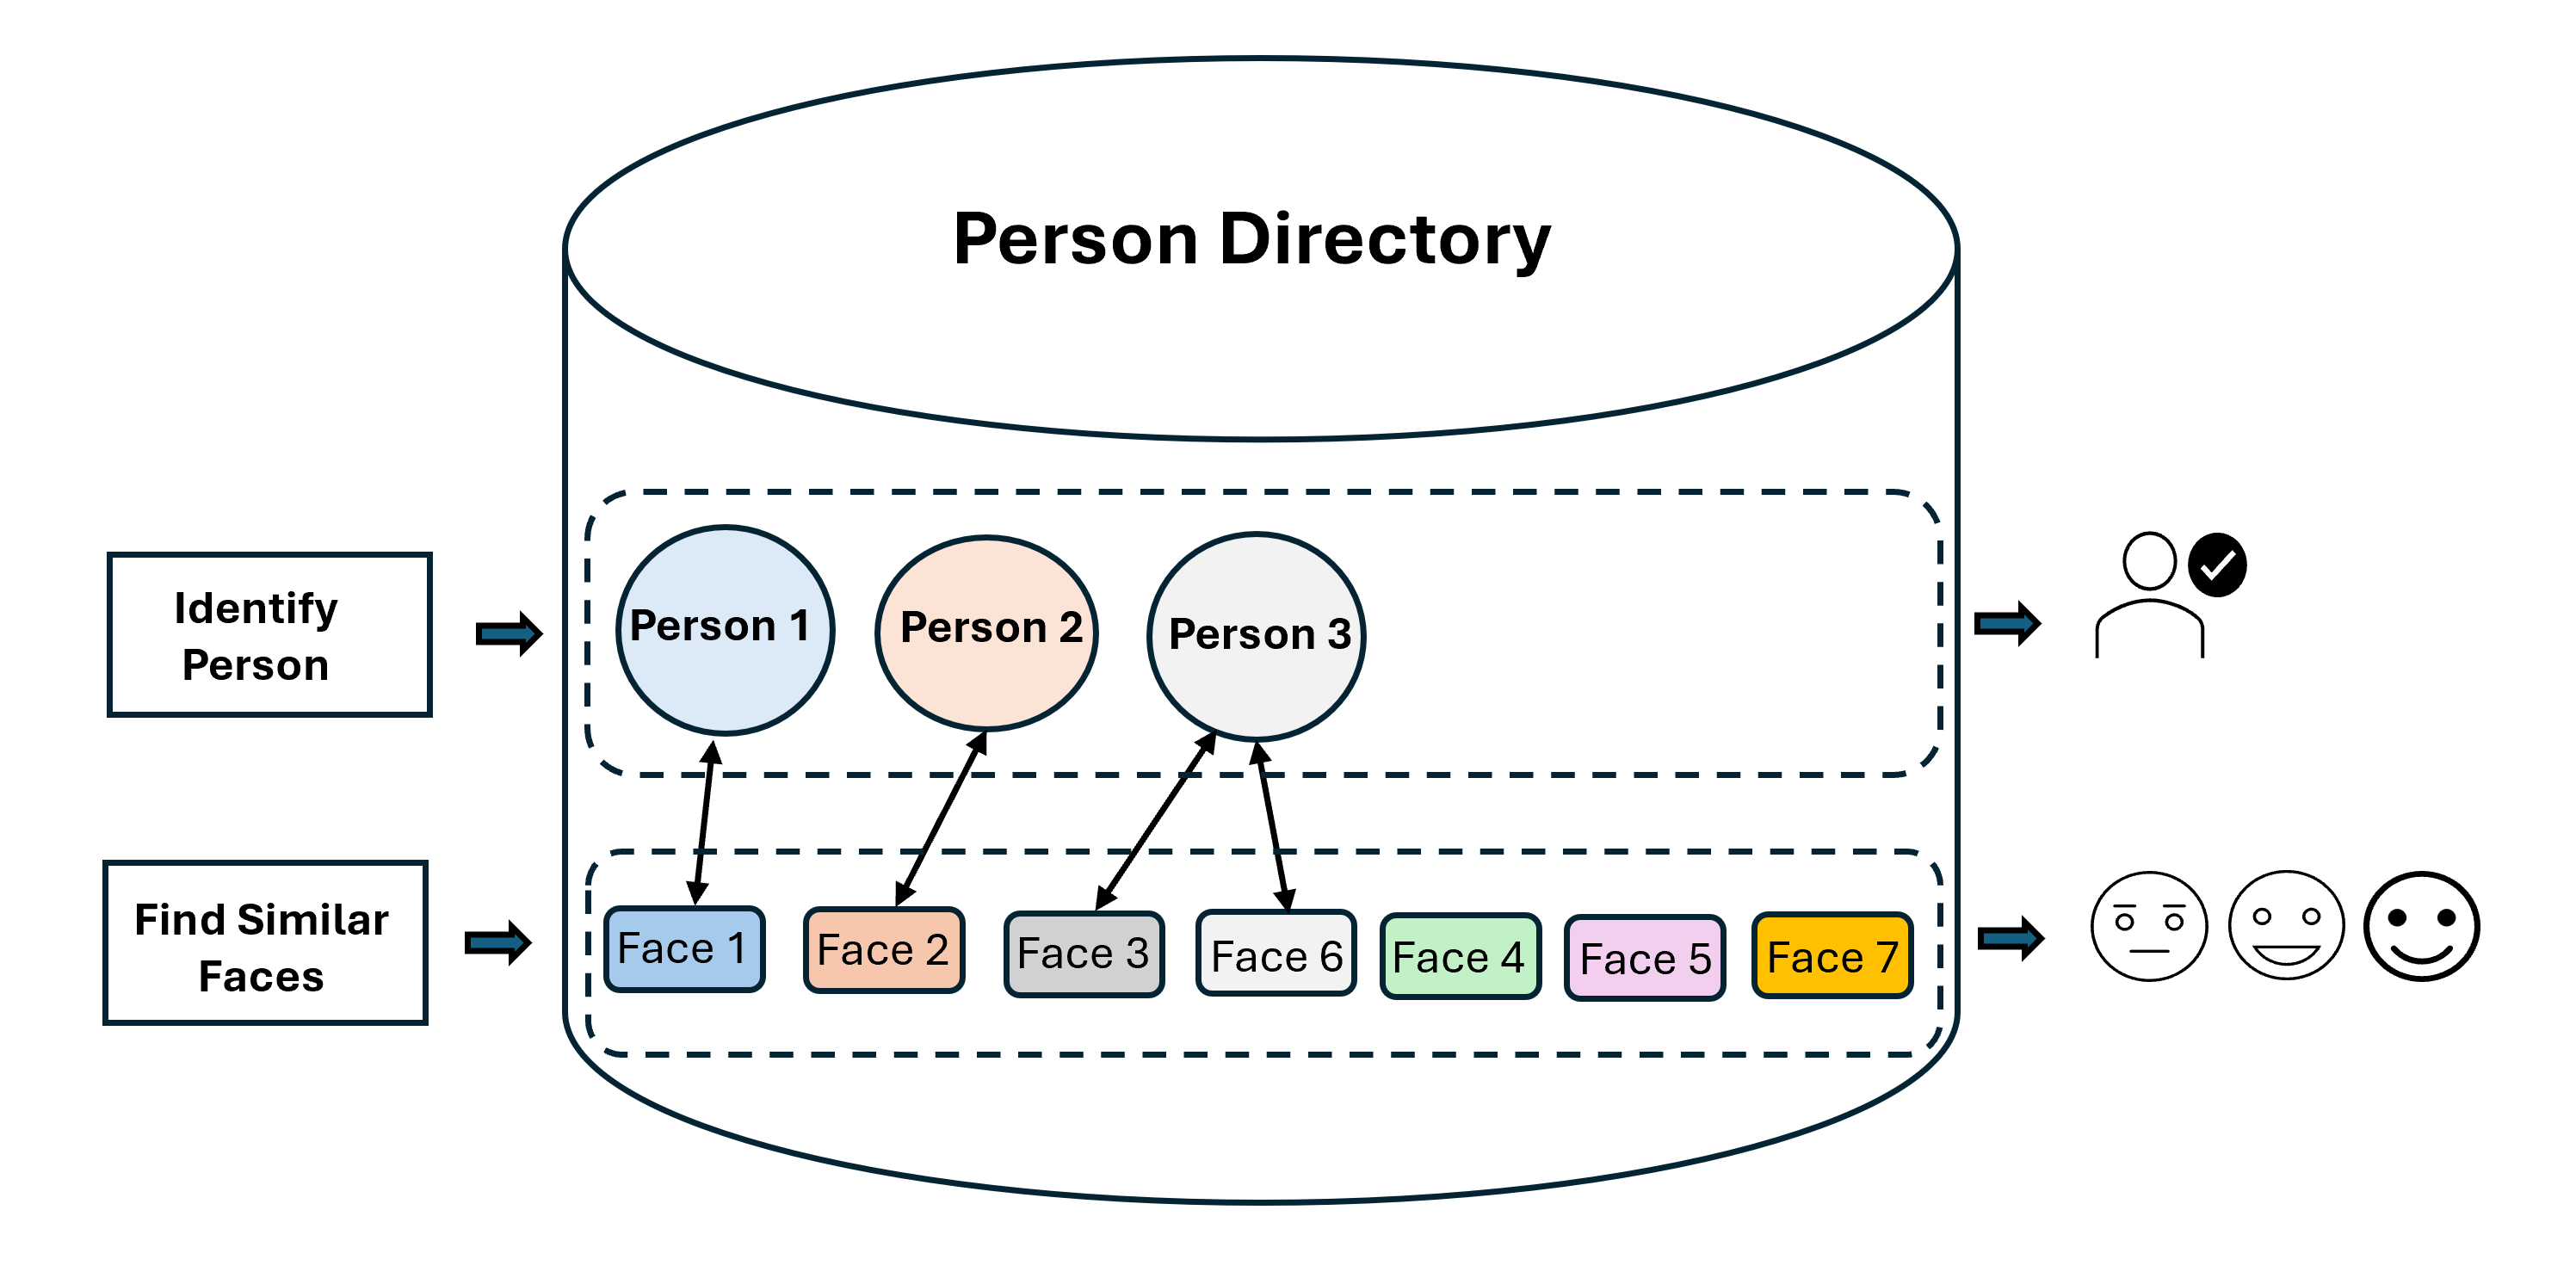 Person Directory
Identify
Person
Person 1
Person 2
Person 3
Find Similar
Faces
Face 1
Face 2
Face 3
Face 6
Face 4
Face 5
Face 7